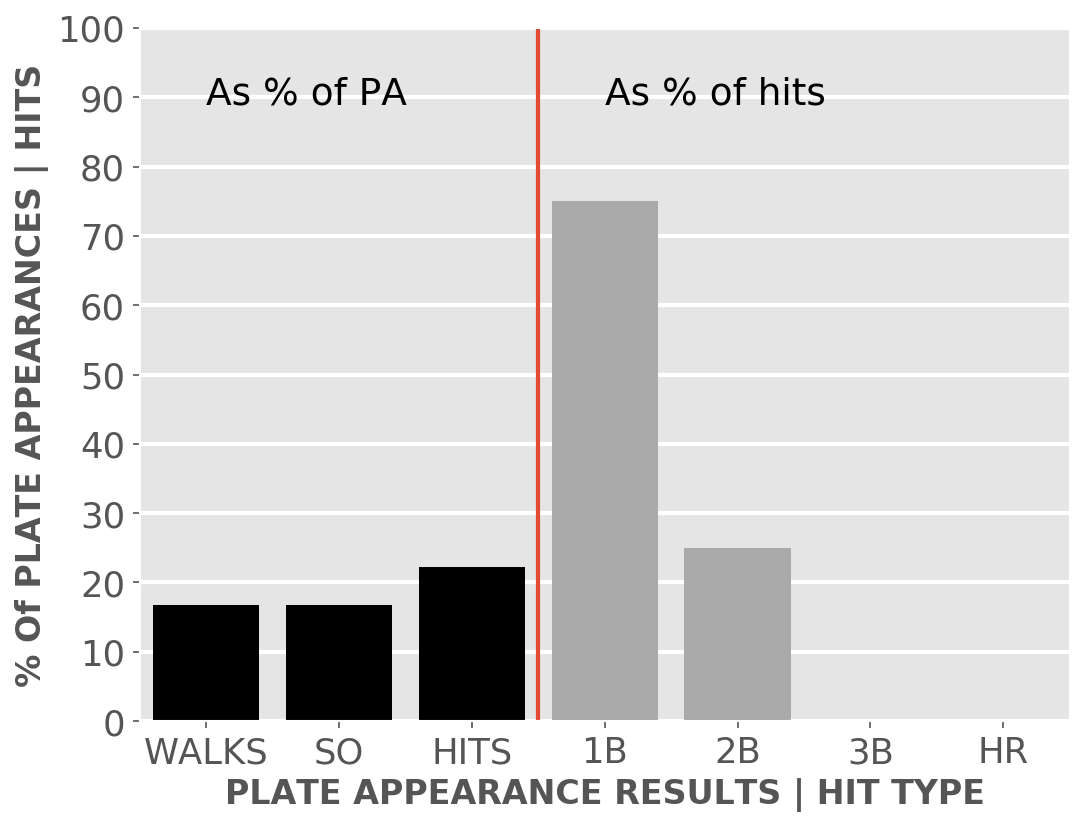 As % of PA
As % of hits
% Of PLATE APPEARANCES | HITS
100
90
80
70
60
50
40
30
20
10
0
WALKS SO HITS 1B 2B 3B HR
PLATE APPEARANCE RESULTS | HIT TYPE